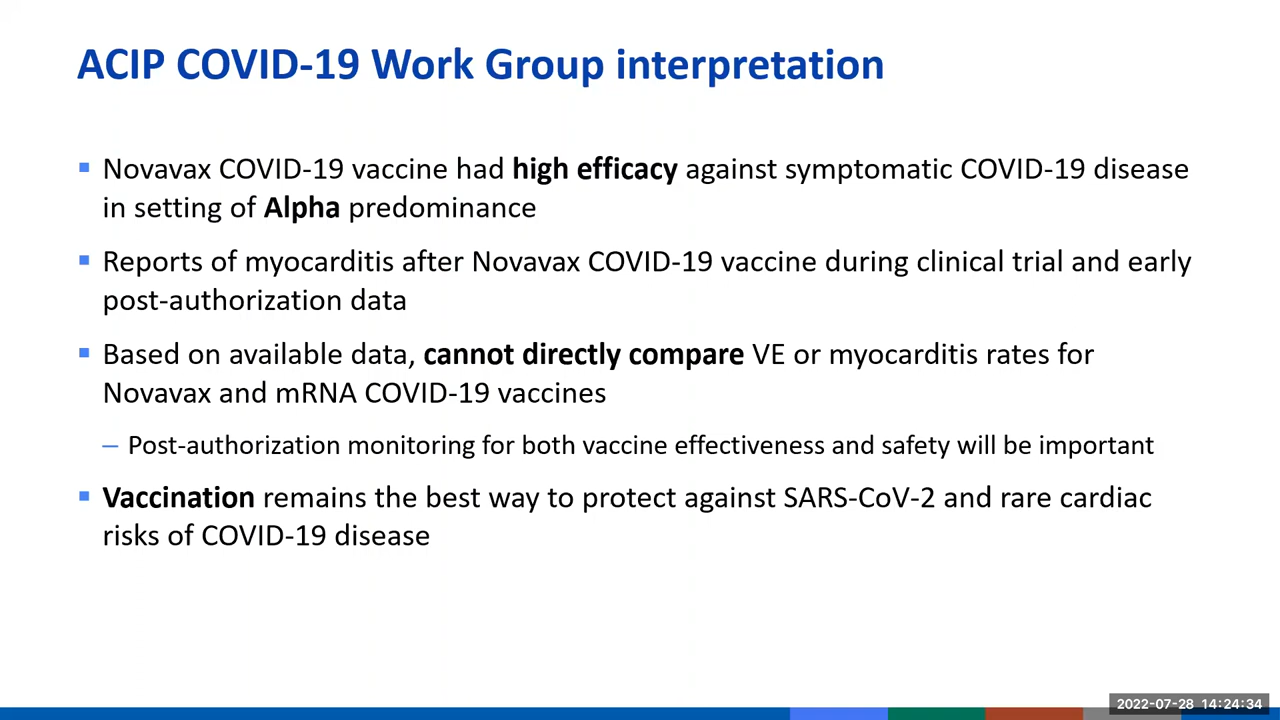 ACIP COVID-19 Work Group interpretation
Novavax COVID-19 vaccine had high efficacy against symptomatic COVID-19 disease
in setting of Alpha predominance
Reports of myocarditis after Novavax COVID-19 vaccine during clinical trial and early
post-authorization data
Based on available data, cannot directly compare VE or myocarditis rates for
Novavax and mRNA COVID-19 vaccines
– Post-authorization monitoring for both vaccine effectiveness and safety will be important
Vaccination remains the best way to protect against SARS-CoV-2 and rare cardiac
risks of COVID-19 disease
2022-07-28 14:24:34